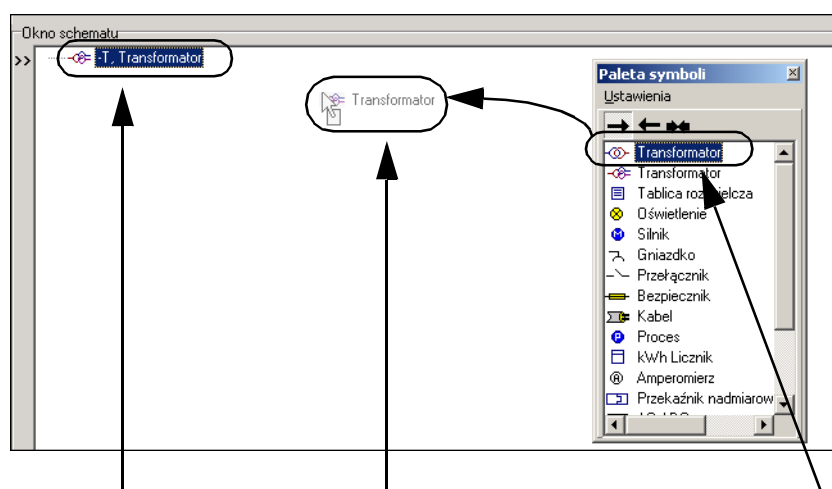 Okno schematu
>>
-T, Transformator
Transformator
Paleta symboli
Ustawienia
Transformator
Transformator
Tablica rozdzielcza
Oświetlenie
Silnik
Gniazdko
Przełącznik
Bezpiecznik
Kabel
Proces
kWh Licznik
Amperomierz
Przekaźnik nadmiarow